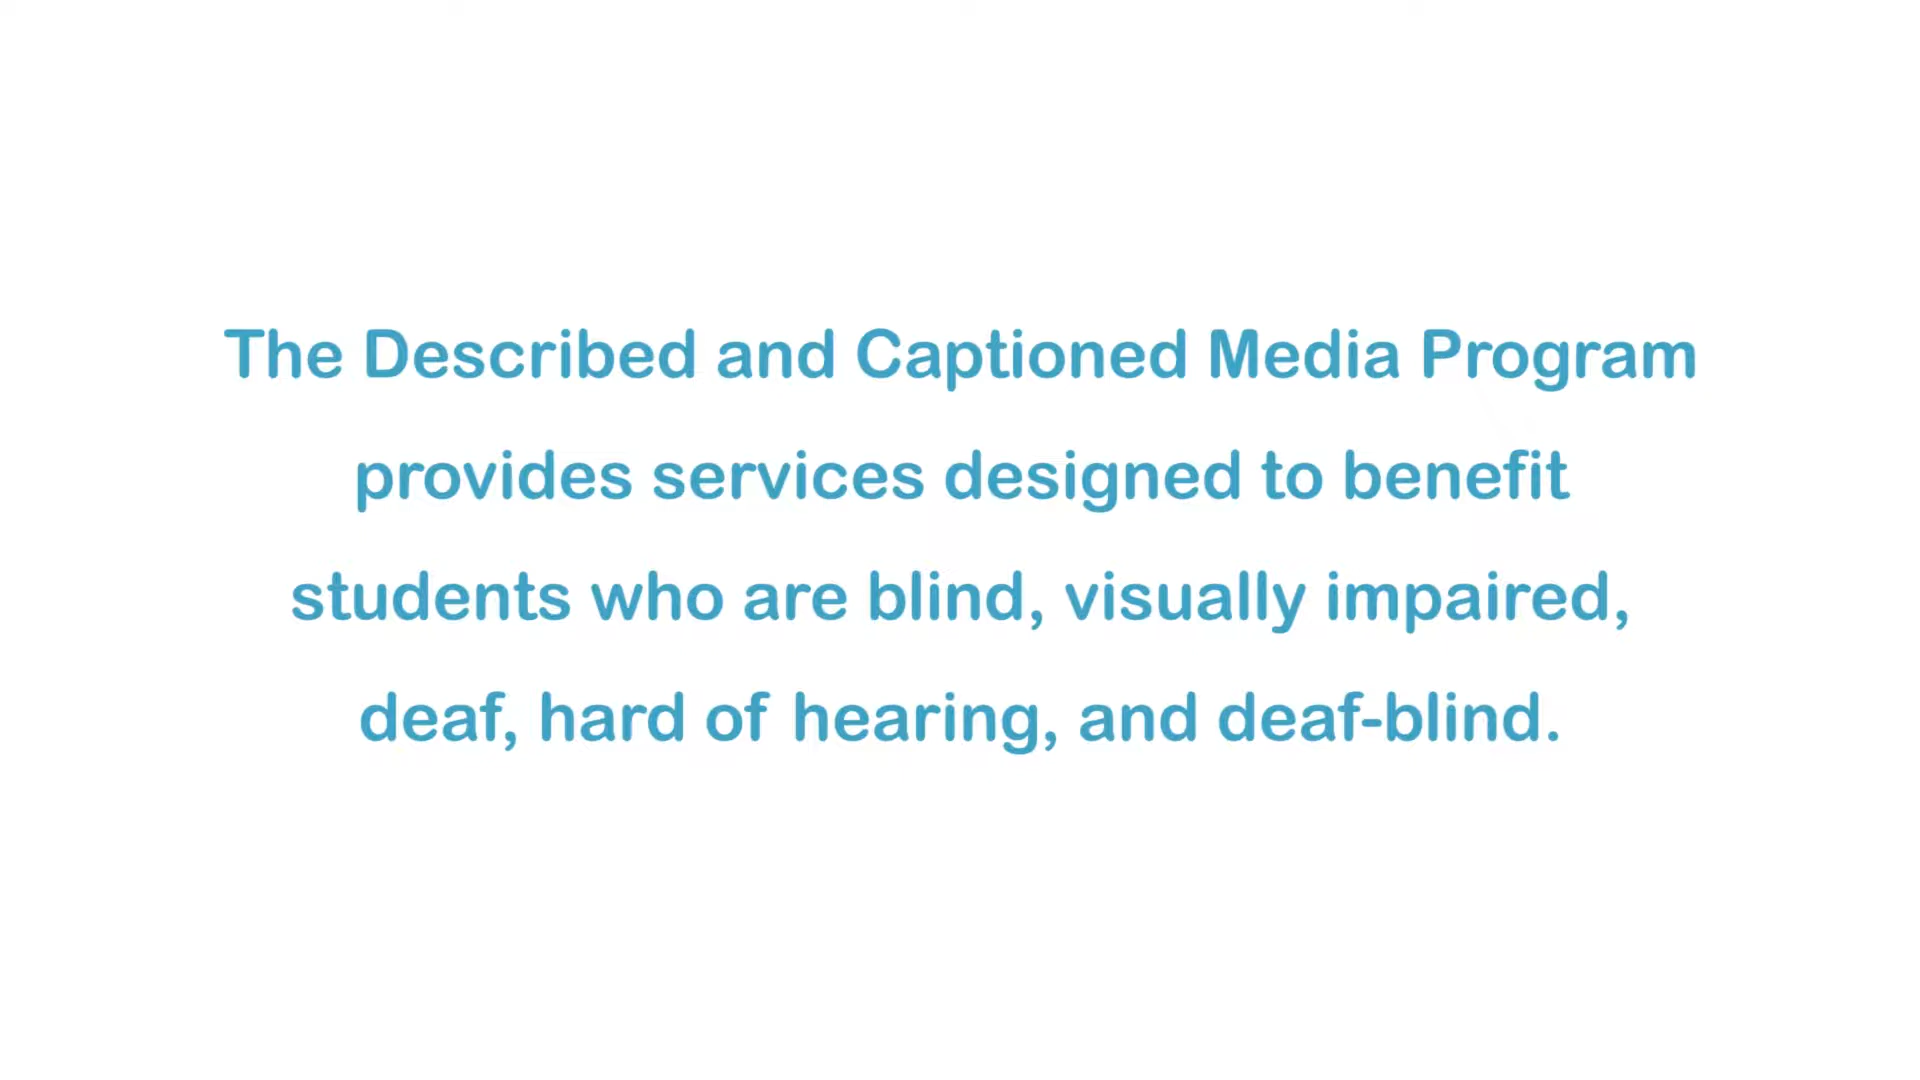 The Described and Captioned Media Program
provides services designed to benefit
students who are blind, visually impaired,
deaf, hard of hearing, and deaf-blind.